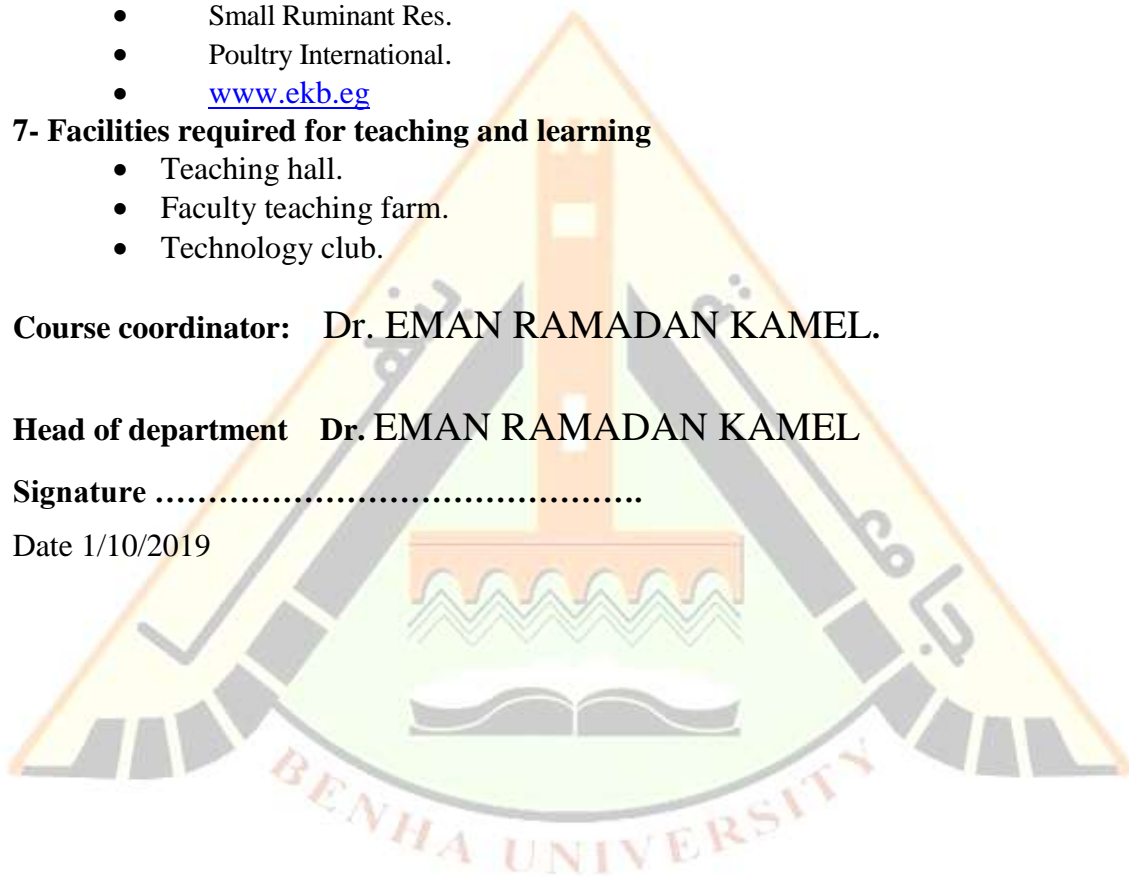 • Small Ruminant Res.
• Poultry International.
• www.ekb.eg
7- Facilities required for teaching and learning
• Teaching hall.
• Faculty teaching farm.
• Technology club.
Course coordinator: Dr. EMAN RAMADAN KAMEL.
Head of department Dr. EMAN RAMADAN KAMEL
Signature ……………………………………….
Date 1/10/2019
جامعة
بنها
BENHA UNIVERSITY